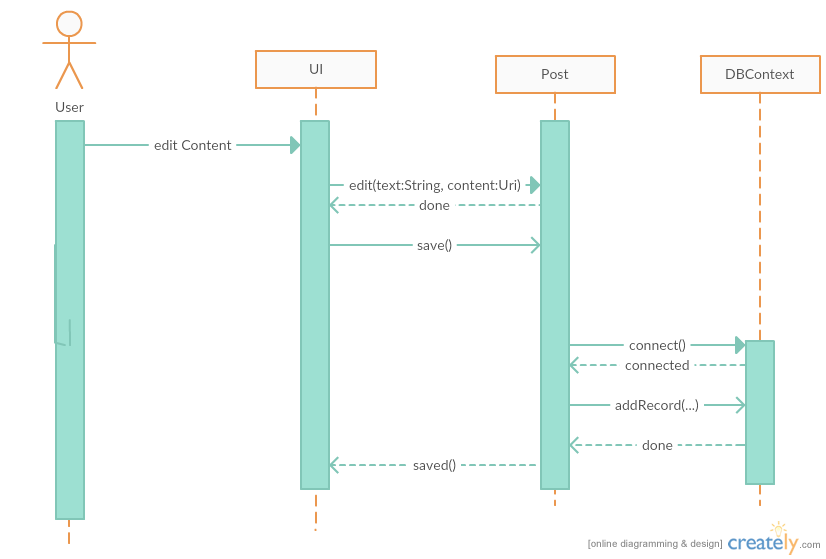 UI
Post
DBContext
User
edit Content
edit(text:String, content:Uri)
done
save()
connect()
connected
addRecord(...)
done
saved()
[online diagramming & design] creately.com